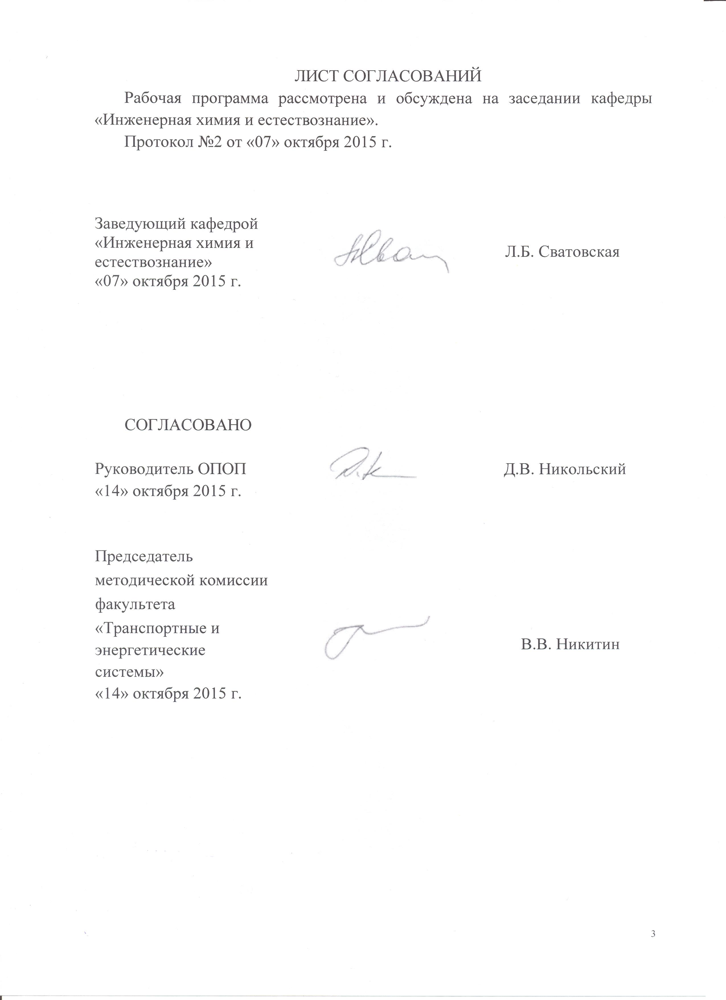 ЛИСТ СОГЛАСОВАНИЙ
Рабочая программа рассмотрена и обсуждена на заседании кафедры
«Инженерная химия и естествознание».
Протокол №2 от «07» октября 2015 г.
Заведующий кафедрой
«Инженерная химия и
естествознание»
«07» октября 2015 г.
Л.Б. Сватовская
СОГЛАСОВАНО
Руководитель ОПОП
«14» октября 2015 г.
Д.В. Никольский
Председатель
методической комиссии
факультета
«Транспортные и
энергетические
системы»
«14» октября 2015 г.
В.В. Никитин
3